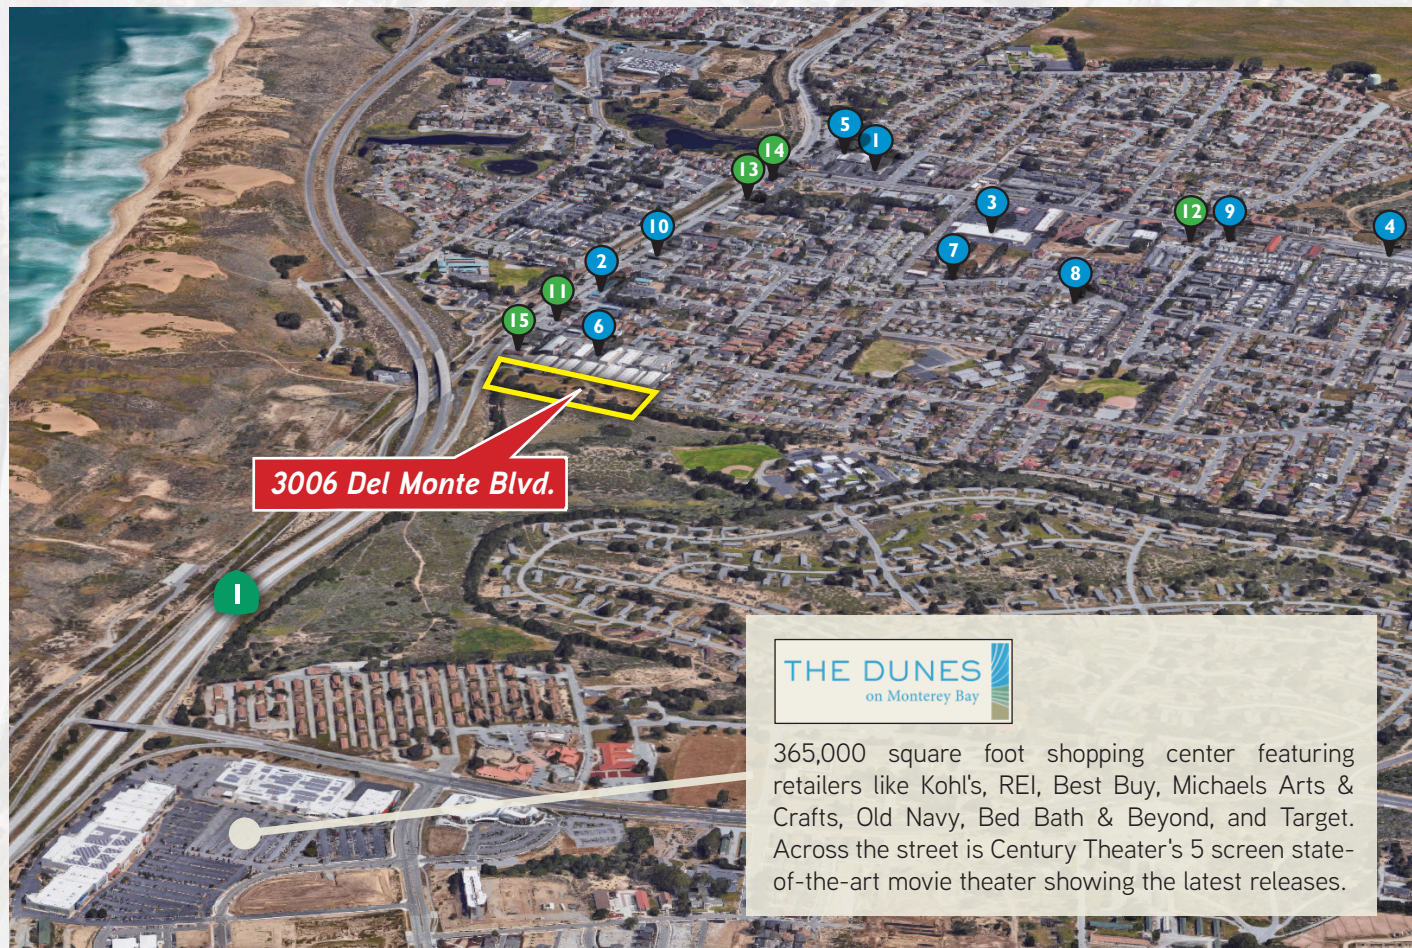 5
1
14
13
3
12
9
4
10
7
2
8
11
15
6
3006 Del Monte Blvd.
1
THE DUNES
on Monterey Bay
365,000 square foot shopping center featuring
retailers like Kohl's, REI, Best Buy, Michaels Arts &
Crafts, Old Navy, Bed Bath & Beyond, and Target.
Across the street is Century Theater's 5 screen state-
of-the-art movie theater showing the latest releases.